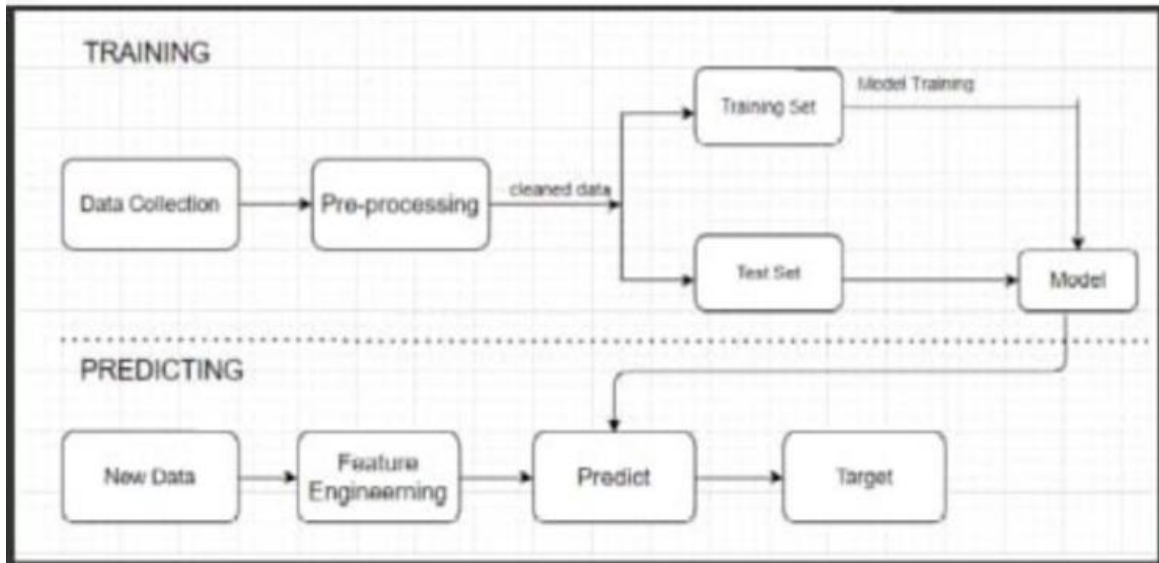 TRAINING
Training Set
Model Training
Data Collection
Pre-processing
cleaned data
Test Set
Model
PREDICTING
New Data
Feature
Engineerning
Predict
Target